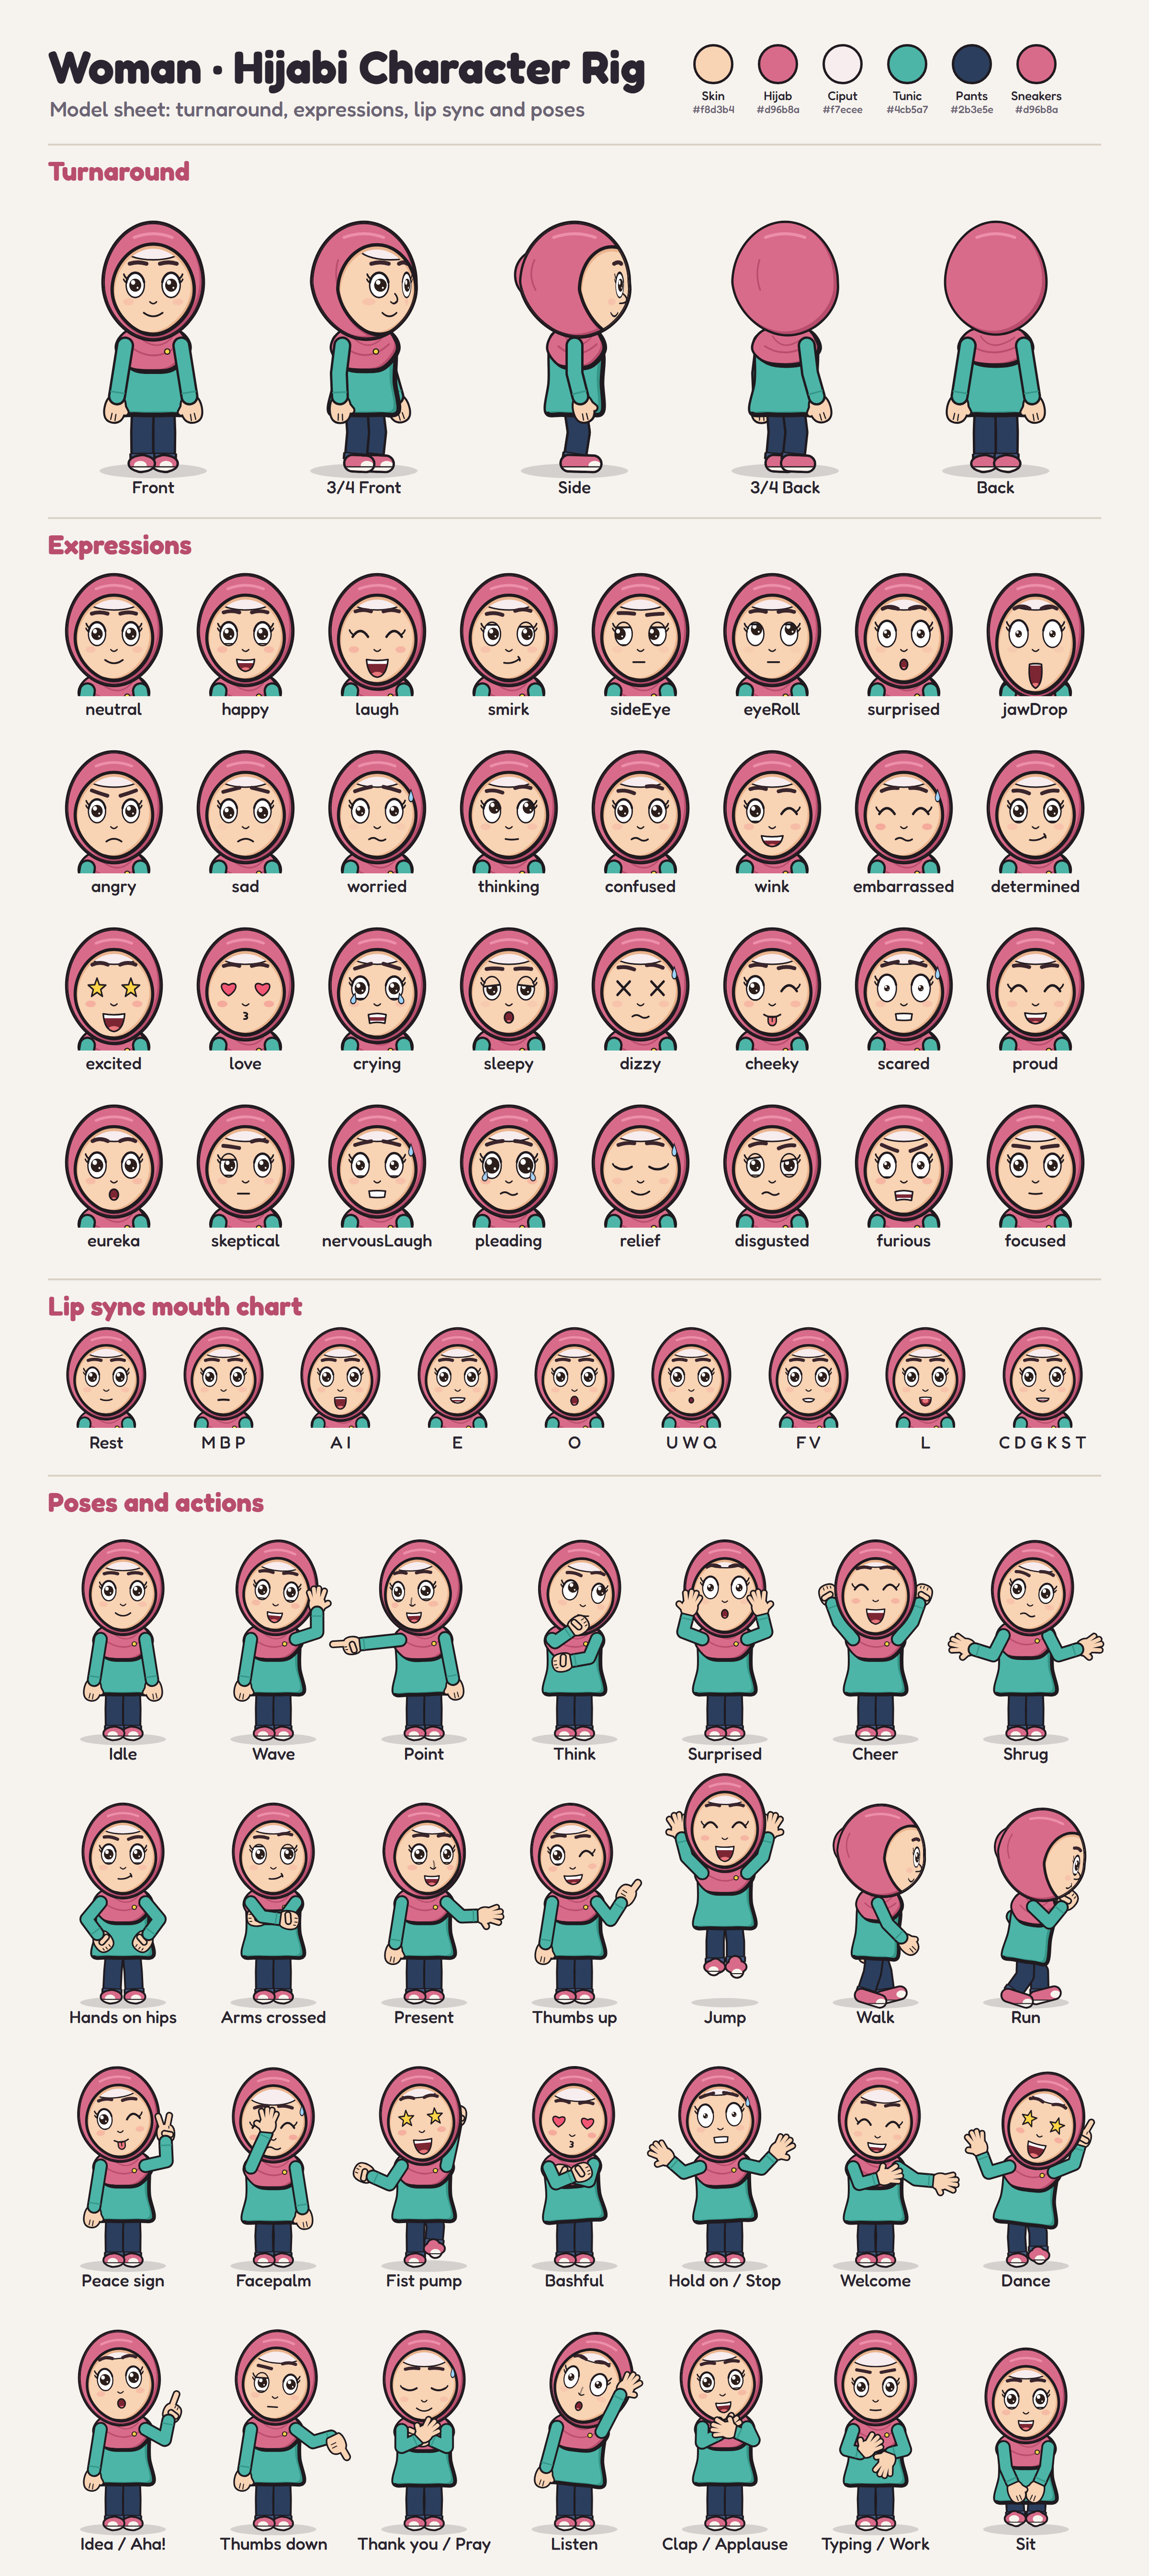 Woman · Hijabi Character Rig
Model sheet: turnaround, expressions, lip sync and poses
Skin Hijab Ciput Tunic Pants Sneakers
#f8d3b4 #d96b8a #f7ecee #4cb5a7 #2b3e5e #d96b8a
Turnaround
Front 3/4 Front Side 3/4 Back Back
Expressions
neutral happy laugh smirk sideEye eyeRoll surprised jawDrop
angry sad worried thinking confused wink embarrassed determined
excited love crying sleepy dizzy cheeky scared proud
eureka skeptical nervousLaugh pleading relief disgusted furious focused
Lip sync mouth chart
Rest M B P A I E O U W Q F V L C D G K S T
Poses and actions
Idle Wave Point Think Surprised Cheer Shrug
Hands on hips Arms crossed Present Thumbs up Jump Walk Run
Peace sign Facepalm Fist pump Bashful Hold on / Stop Welcome Dance
Idea / Aha! Thumbs down Thank you / Pray Listen Clap / Applause Typing / Work Sit